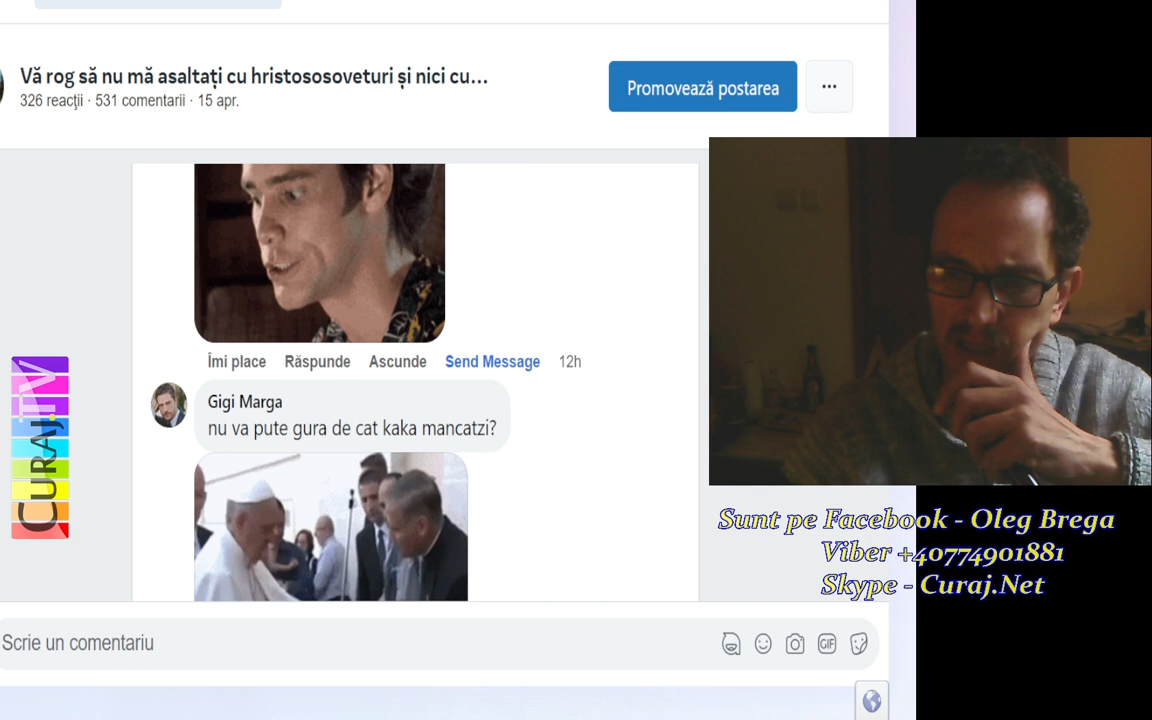 Vă rog să nu mă asaltați cu hristososoveturi și nici cu...
326 reacții · 531 comentarii · 15 apr.
Promovează postarea
Îmi place Răspunde Ascunde Send Message 12h
Gigi Marga
nu va pute gura de cat kaka mancatzi?
CURAJ.TV
Sunt pe Facebook - Oleg Brega
Viber +40774901881
Skype - Curaj.Net
Scrie un comentariu
GIF